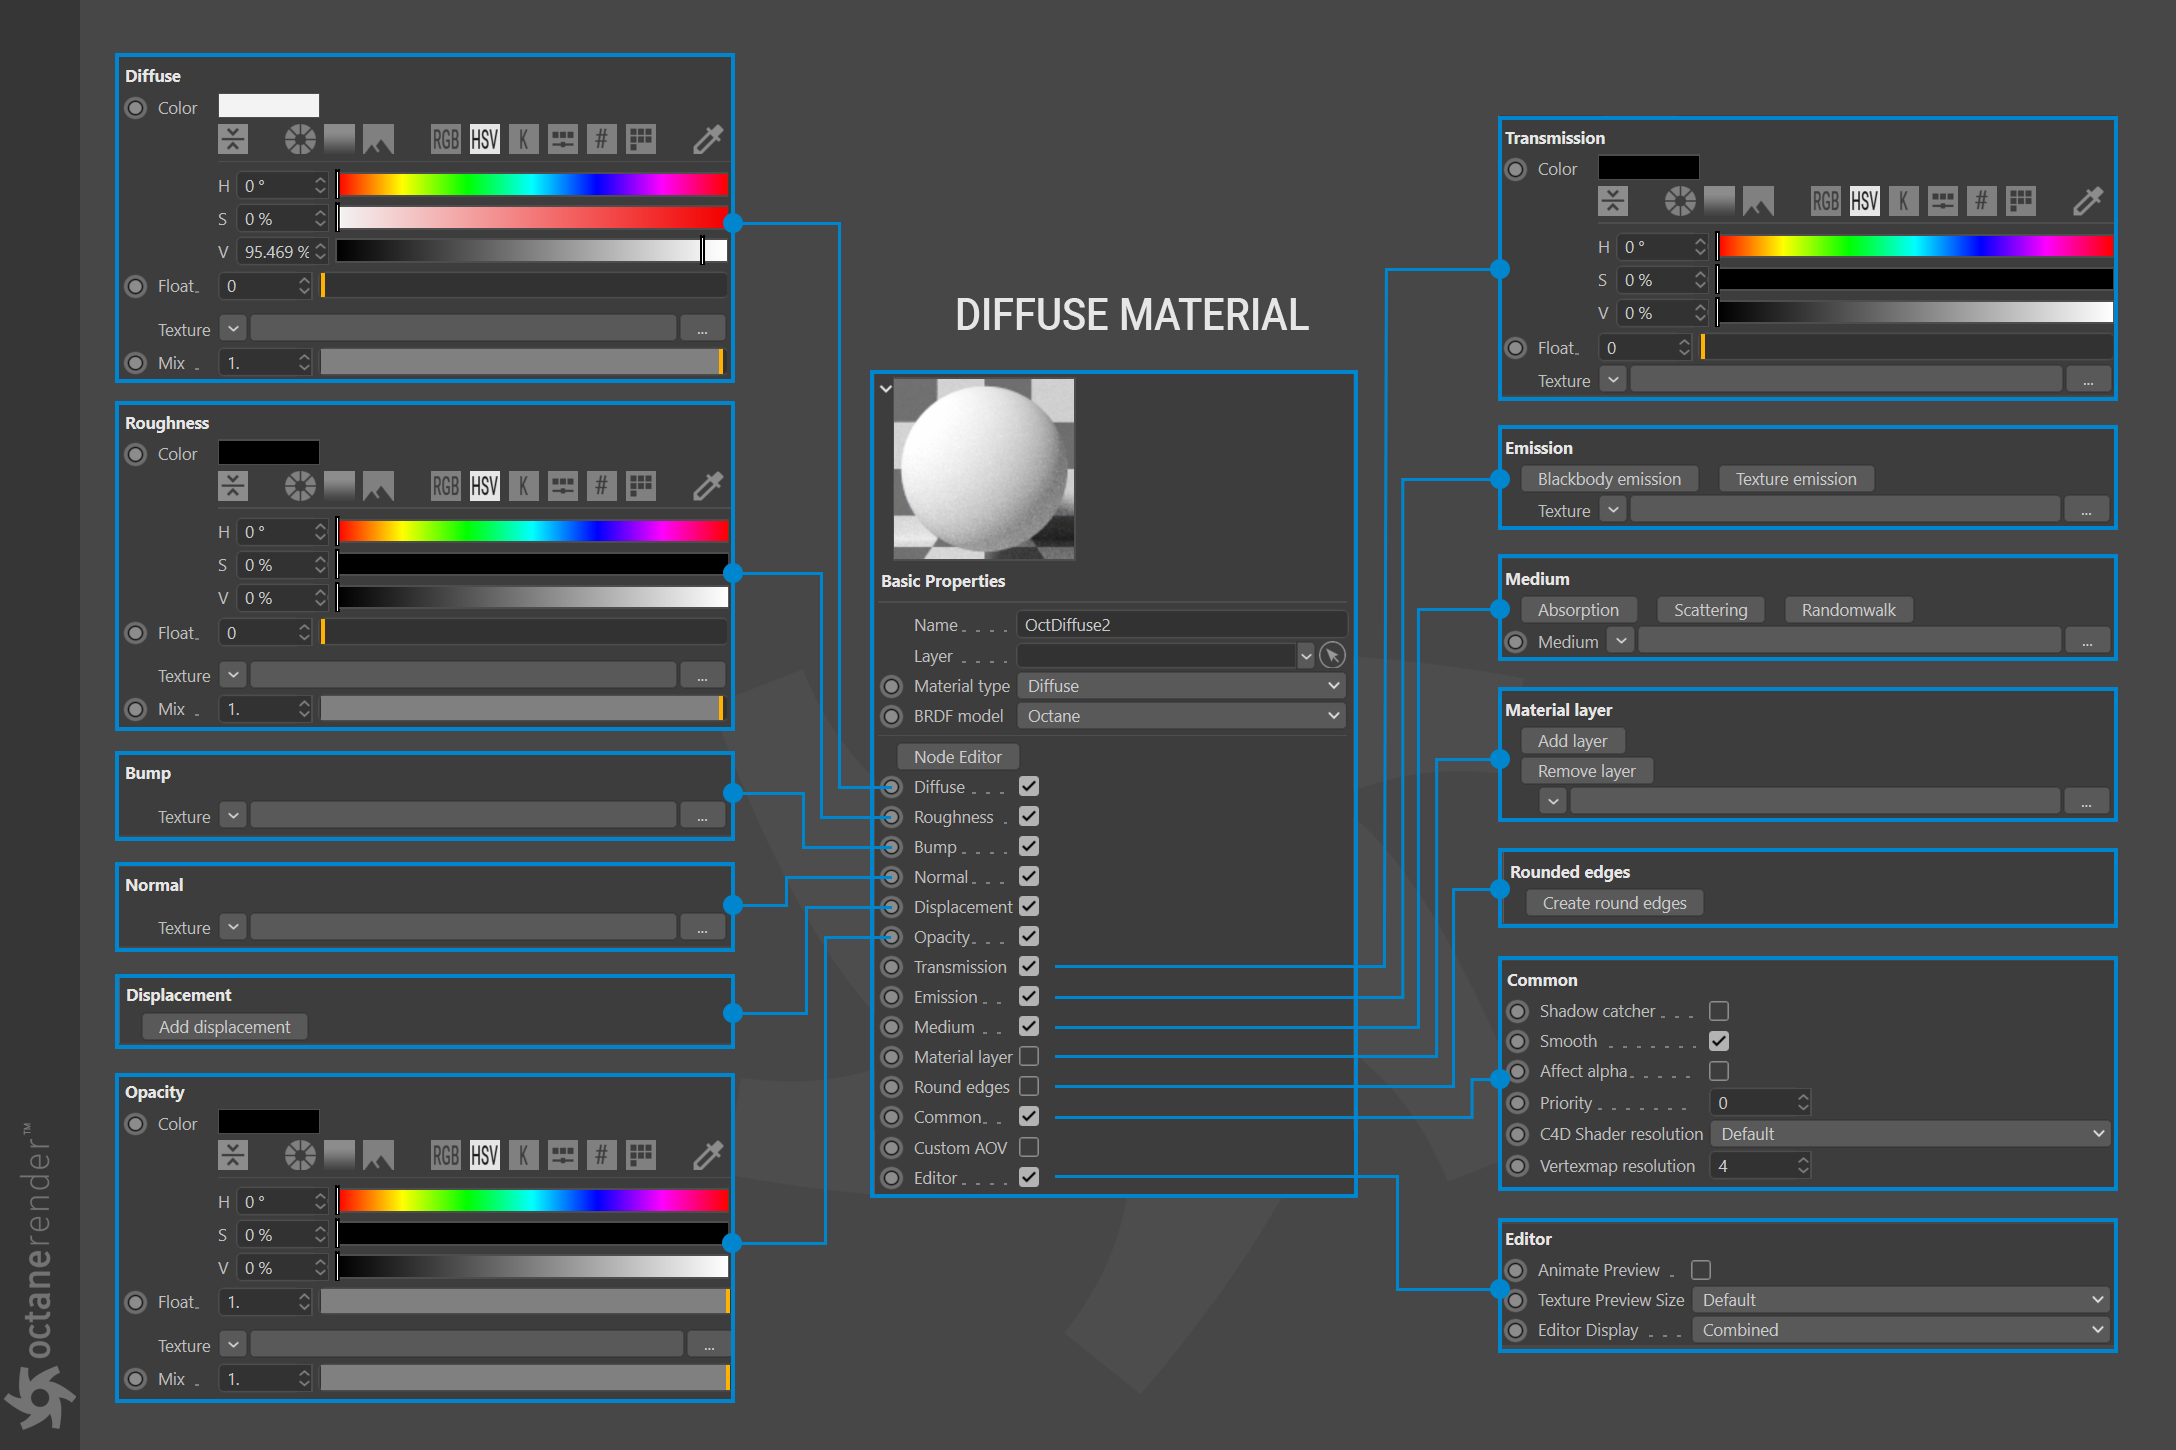 Diffuse
Color
RGB HSV K #
H 0 °
S 0 %
V 95.469 %
Float 0
Texture ...
Mix 1.
Roughness
Color
RGB HSV K #
H 0 °
S 0 %
V 0 %
Float 0
Texture ...
Mix 1.
Bump
Texture ...
Normal
Texture ...
Displacement
Add displacement
Opacity
Color
RGB HSV K #
H 0 °
S 0 %
V 0 %
Float 1.
Texture ...
Mix 1.
DIFFUSE MATERIAL
Basic Properties
Name OctDiffuse2
Layer
Material type Diffuse
BRDF model Octane
Node Editor
Diffuse
Roughness
Bump
Normal
Displacement
Opacity
Transmission
Emission
Medium
Material layer
Round edges
Common
Custom AOV
Editor
Transmission
Color
RGB HSV K #
H 0 °
S 0 %
V 0 %
Float 0
Texture ...
Emission
Blackbody emission Texture emission
Texture ...
Medium
Absorption Scattering Randomwalk
Medium ...
Material layer
Add layer
Remove layer
...
Rounded edges
Create round edges
Common
Shadow catcher
Smooth
Affect alpha
Priority 0
C4D Shader resolution Default
Vertexmap resolution 4
Editor
Animate Preview
Texture Preview Size Default
Editor Display Combined
octanerender™